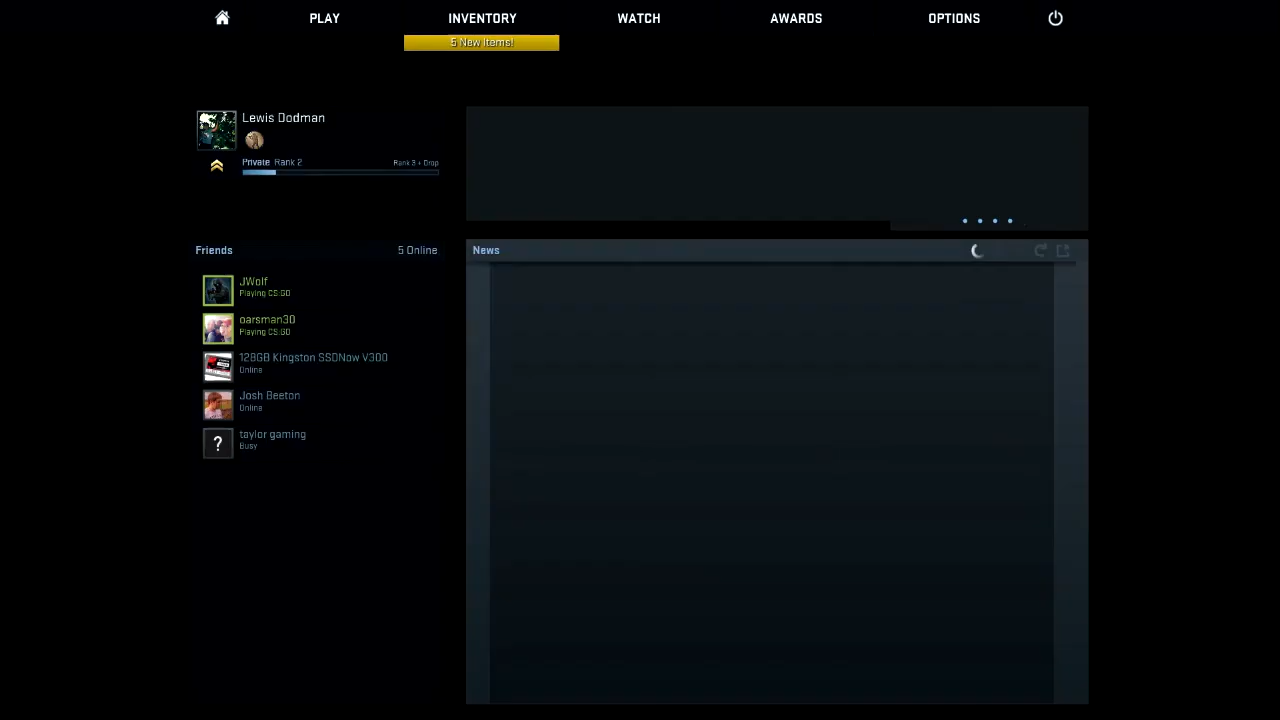 PLAY
INVENTORY
WATCH
AWARDS
OPTIONS
5 New Items!
Lewis Dodman
Private Rank 2
Rank 3 + Drop
Friends
5 Online
News
JWolf
Playing CS:GO
oarsman30
Playing CS:GO
128GB Kingston SSDNow V300
Online
Josh Beeton
Online
taylor gaming
Busy
?